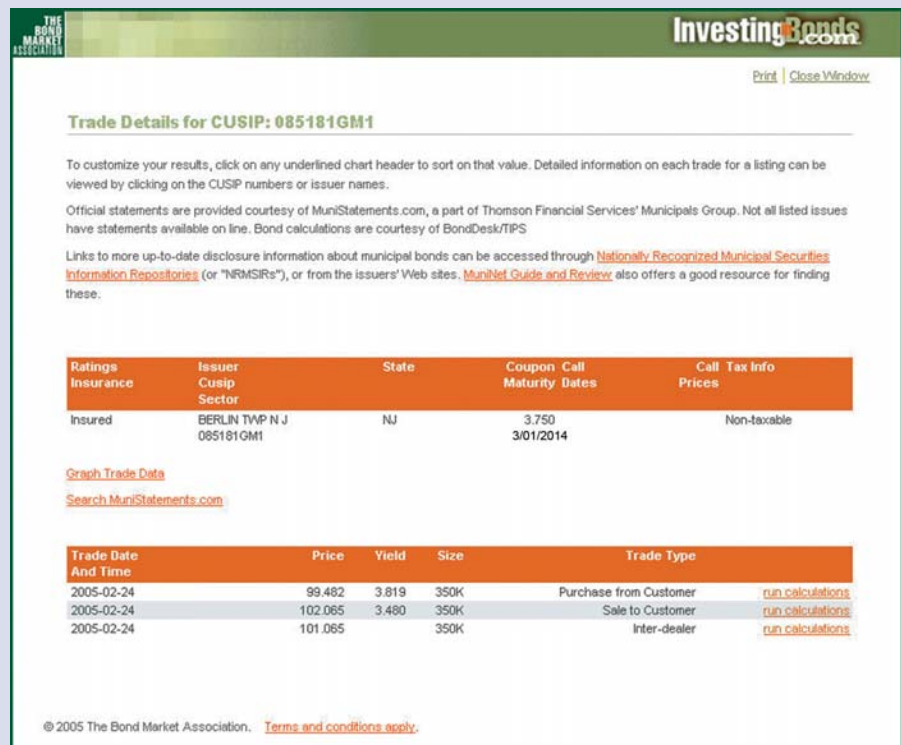 THE
BOND
MARKET
ASSOCIATION
InvestingBonds
.com
Print | Close Window
Trade Details for CUSIP: 085181GM1
To customize your results, click on any underlined chart header to sort on that value. Detailed information on each trade for a listing can be
viewed by clicking on the CUSIP numbers or issuer names.
Official statements are provided courtesy of MuniStatements.com, a part of Thomson Financial Services' Municipals Group. Not all listed issues
have statements available on line. Bond calculations are courtesy of BondDesk/TIPS
Links to more up-to-date disclosure information about municipal bonds can be accessed through Nationally Recognized Municipal Securities
Information Repositories (or "NRMSIRs"), or from the issuers' Web sites. MuniNet Guide and Review also offers a good resource for finding
these.
Ratings Issuer State Coupon Call Call Tax Info
Insurance Cusip Maturity Dates Prices
Sector
Insured BERLIN TWP N J NJ 3.750 Non-taxable
085181GM1 3/01/2014
Graph Trade Data
Search MuniStatements.com
Trade Date Price Yield Size Trade Type
And Time
2005-02-24 99.482 3.819 350K Purchase from Customer run calculations
2005-02-24 102.065 3.480 350K Sale to Customer run calculations
2005-02-24 101.065 350K Inter-dealer run calculations
© 2005 The Bond Market Association. Terms and conditions apply.